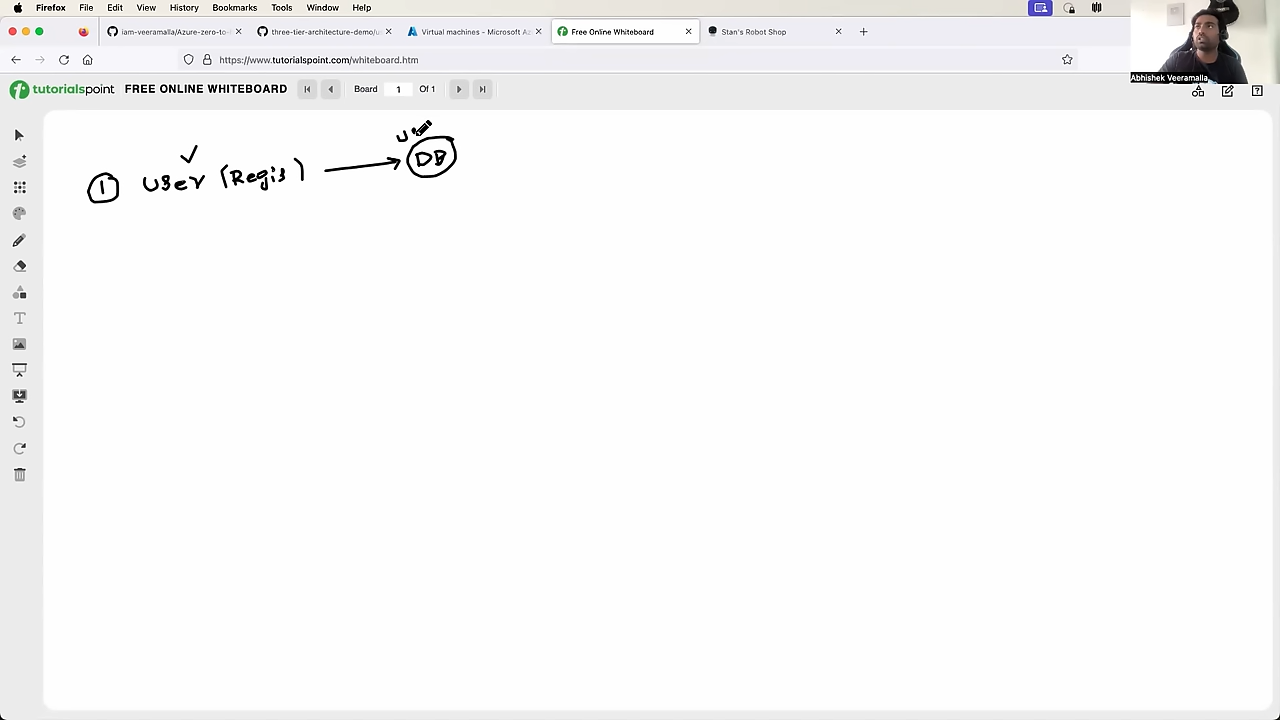 Firefox File Edit View History Bookmarks Tools Window Help
iam-veeramalla/Azure-zero-to-
three-tier-architecture-demo/u
Virtual machines - Microsoft Az
Free Online Whiteboard
Stan's Robot Shop
https://www.tutorialspoint.com/whiteboard.htm
Abhishek Veeramalla
tutorialspoint FREE ONLINE WHITEBOARD Board 1 Of 1
1 User (Regis) DB